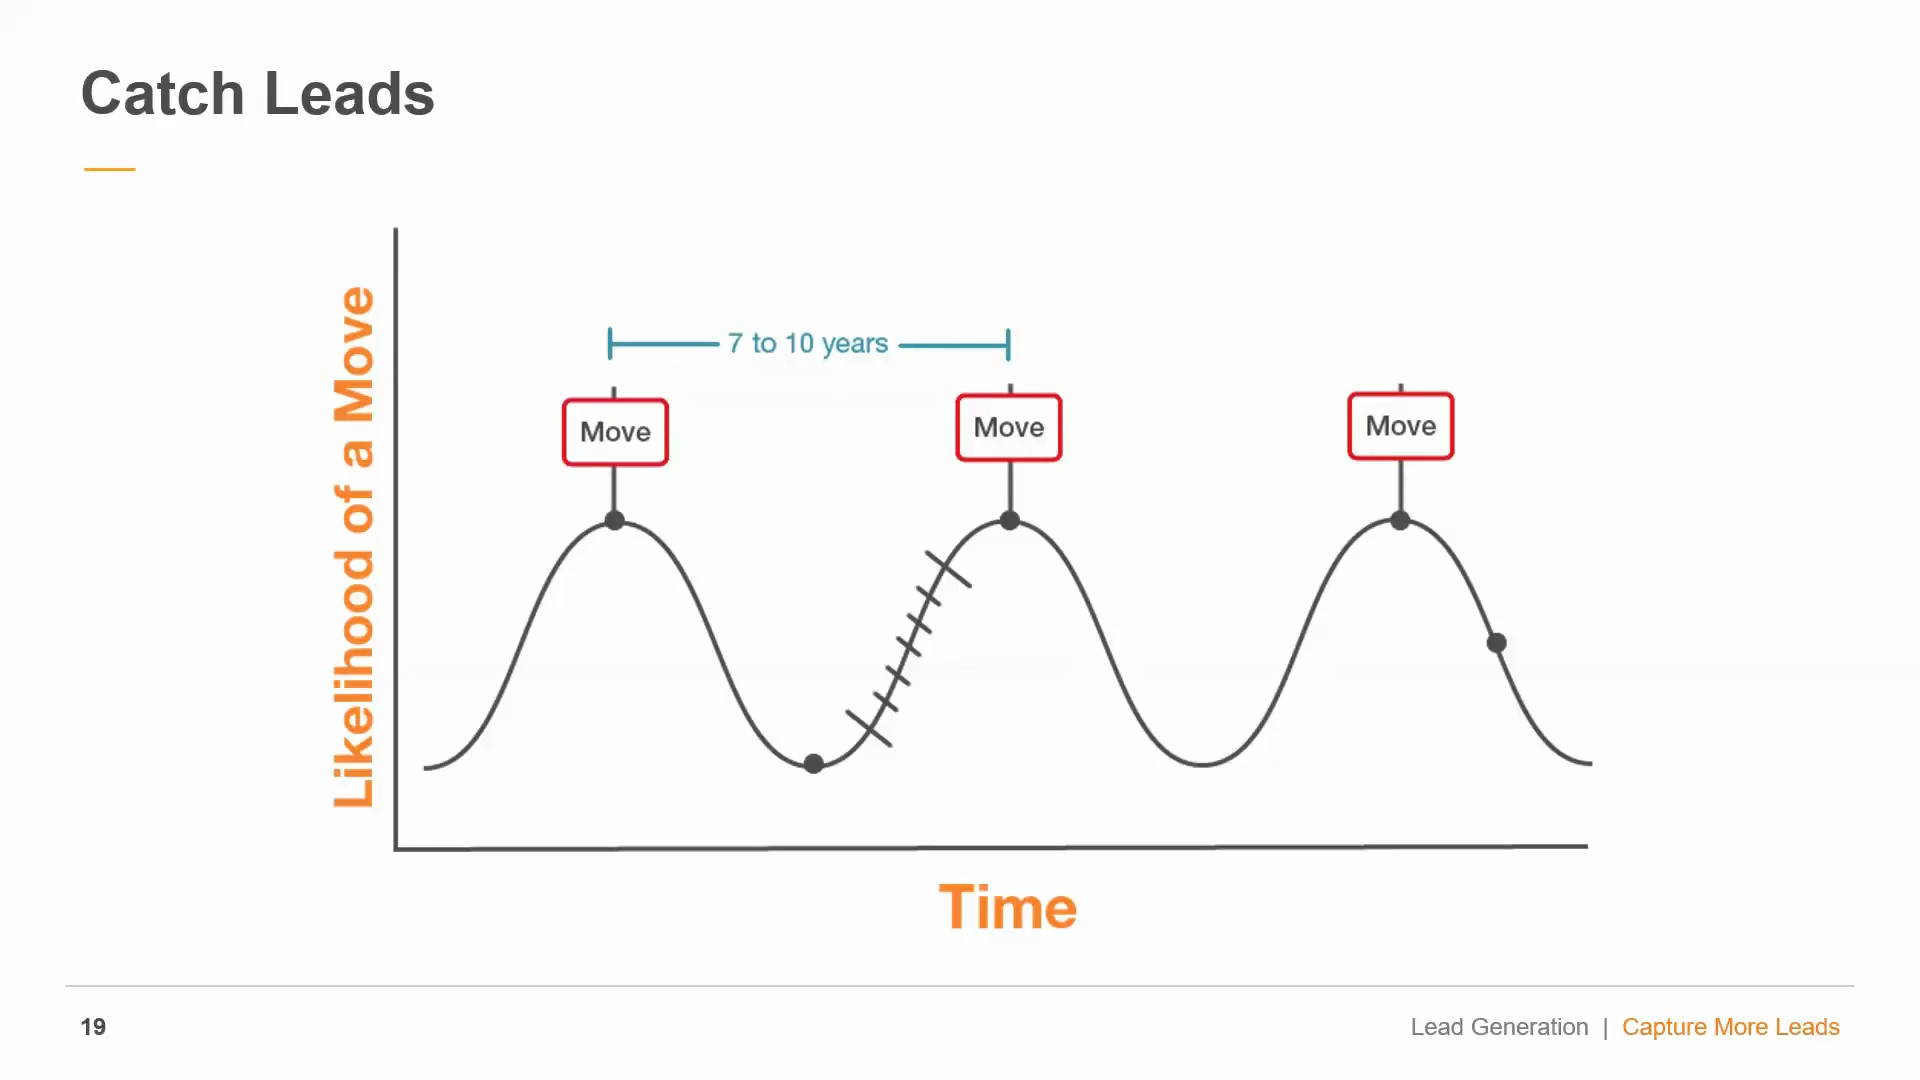 Catch Leads
Likelihood of a Move
7 to 10 years
Move
Move
Move
Time
19
Lead Generation | Capture More Leads